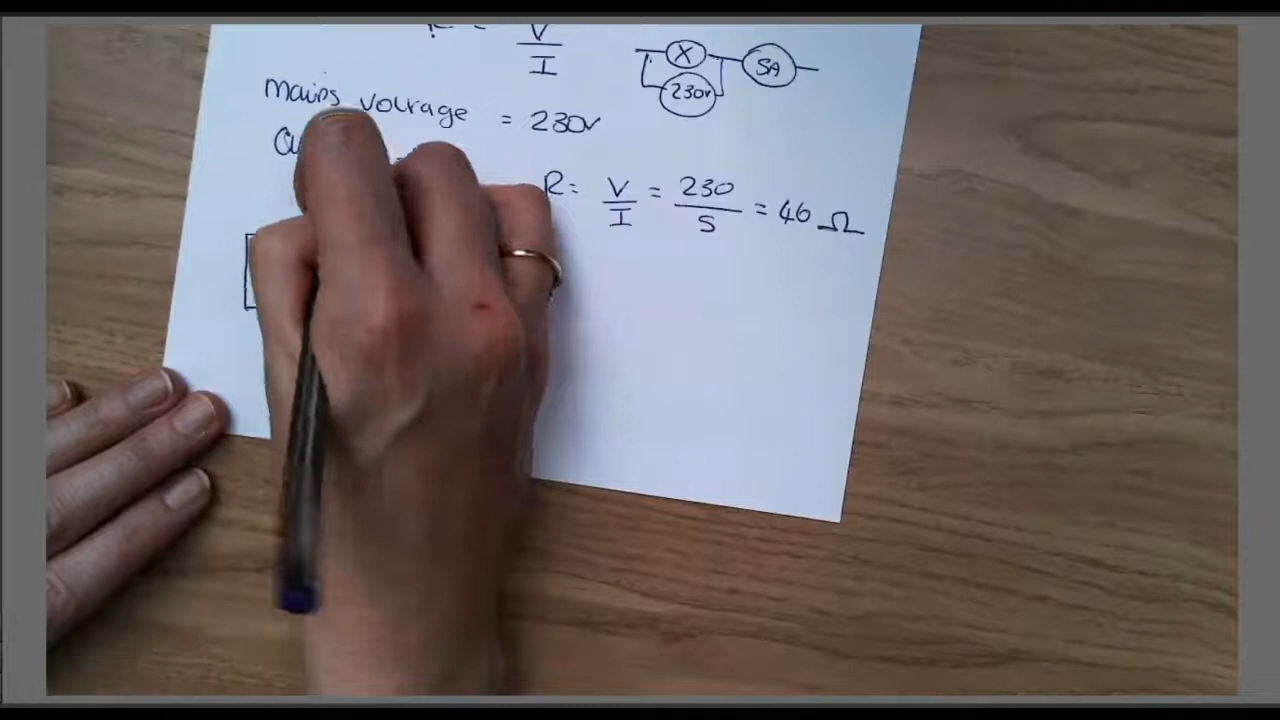 V
I
X
5A
230v
mains voltage = 230v
R = V/I = 230/5 = 46 Ω